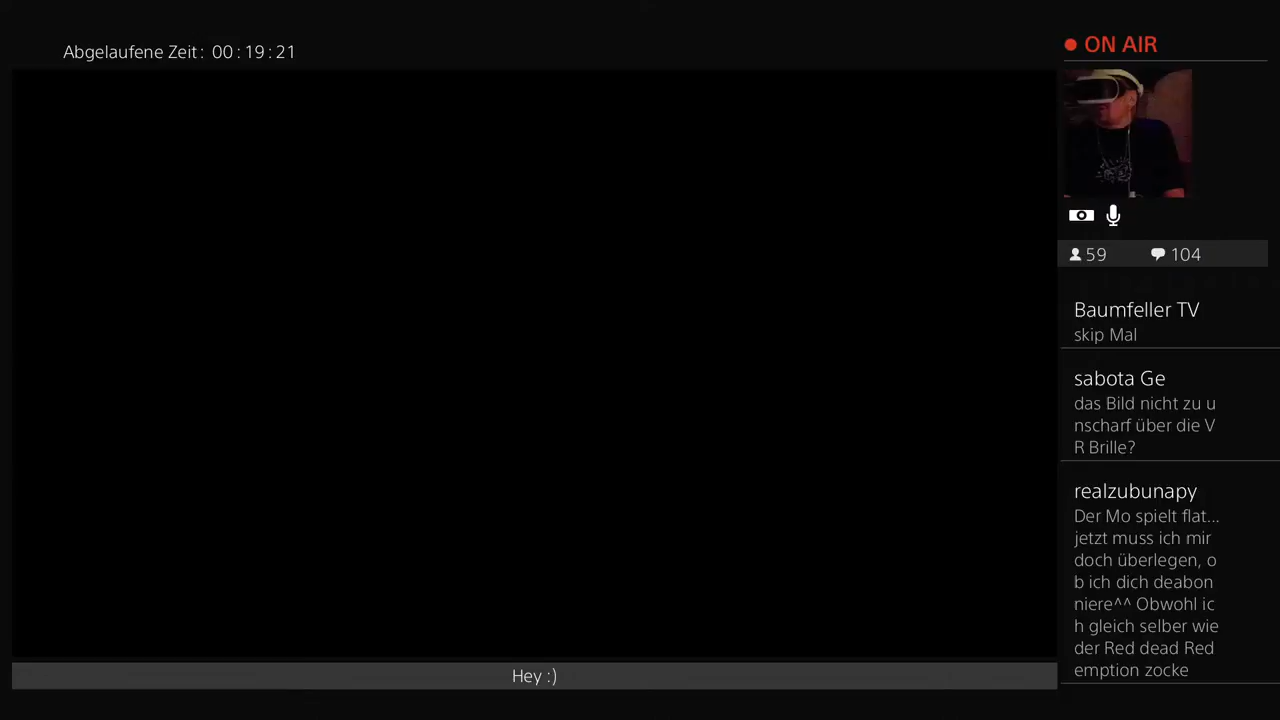 Abgelaufene Zeit: 00:19:21
ON AIR
59 104
Baumfeller TV
skip Mal
sabota Ge
das Bild nicht zu u
nscharf über die V
R Brille?
realzubunapy
Der Mo spielt flat...
jetzt muss ich mir
doch überlegen, o
b ich dich deabon
niere^^ Obwohl ic
h gleich selber wie
der Red dead Red
emption zocke
Hey :)